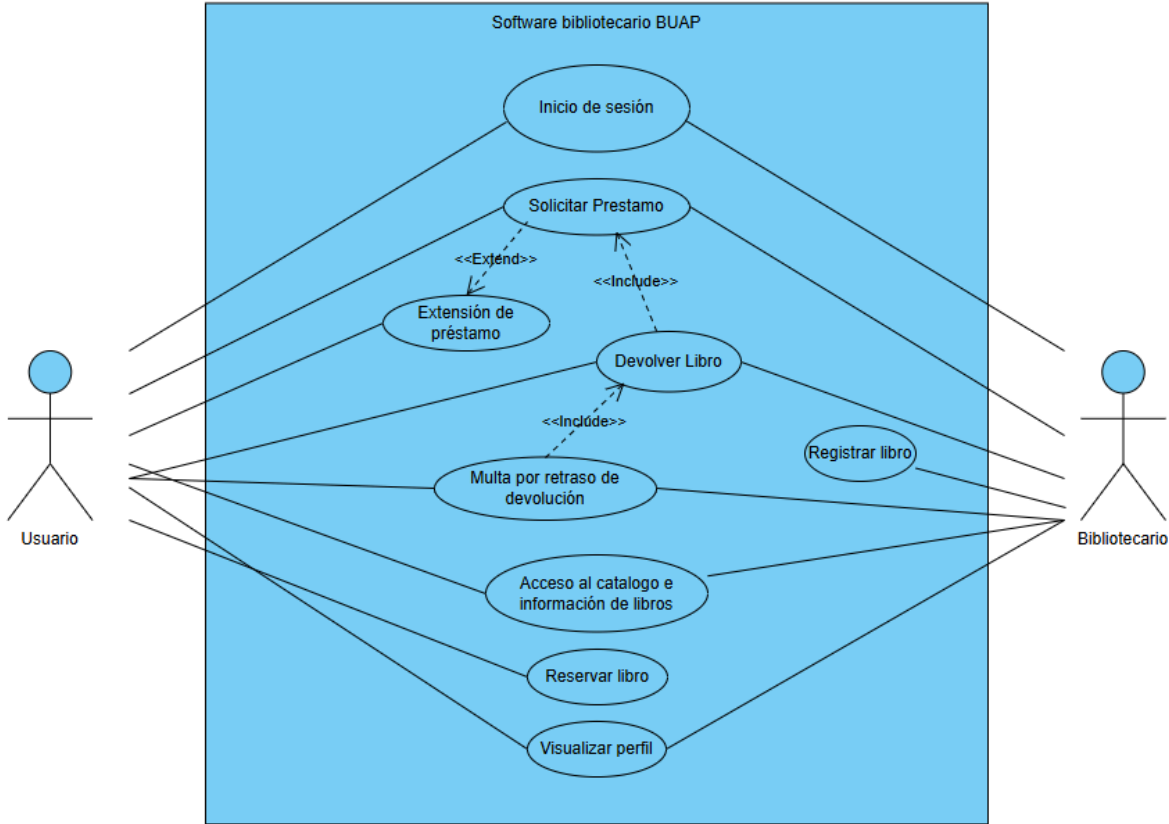 Software bibliotecario BUAP
Inicio de sesión
Solicitar Prestamo
<<Extend>>
<<Include>>
Extensión de
préstamo
Devolver Libro
<<Include>>
Registrar libro
Multa por retraso de
devolución
Usuario
Bibliotecario
Acceso al catalogo e
información de libros
Reservar libro
Visualizar perfil